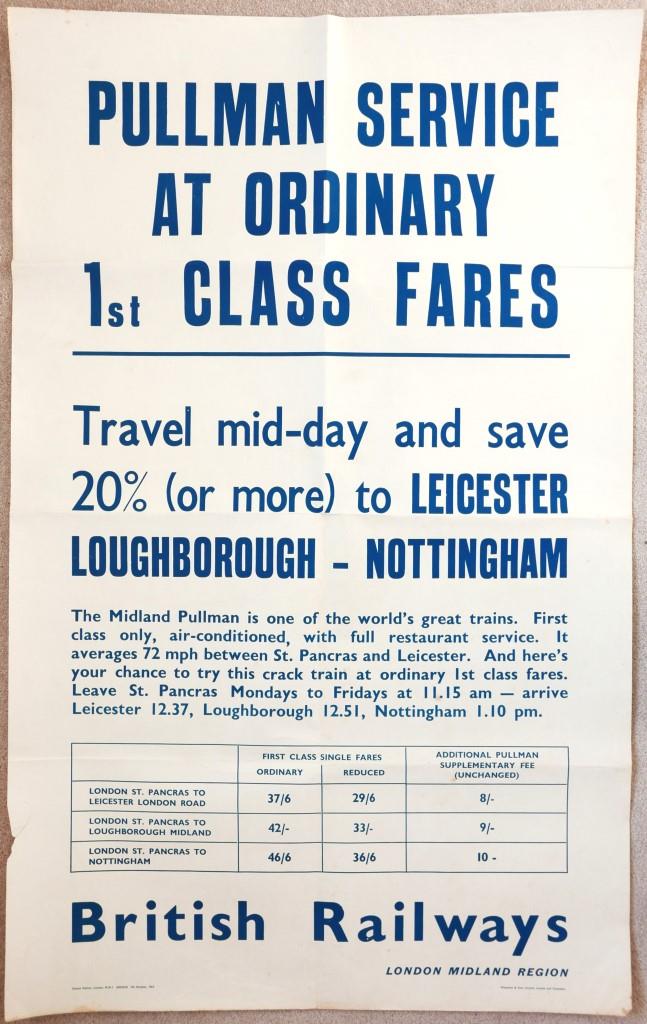 PULLMAN SERVICE
AT ORDINARY
1st CLASS FARES
Travel mid-day and save
20% (or more) to LEICESTER
LOUGHBOROUGH - NOTTINGHAM
The Midland Pullman is one of the world's great trains. First
class only, air-conditioned, with full restaurant service. It
averages 72 mph between St. Pancras and Leicester. And here's
your chance to try this crack train at ordinary 1st class fares.
Leave St. Pancras Mondays to Fridays at 11.15 am — arrive
Leicester 12.37, Loughborough 12.51, Nottingham 1.10 pm.
FIRST CLASS SINGLE FARES
ORDINARY REDUCED
ADDITIONAL PULLMAN
SUPPLEMENTARY FEE
(UNCHANGED)
LONDON ST. PANCRAS TO
LEICESTER LONDON ROAD
37/6 29/6 8/-
LONDON ST. PANCRAS TO
LOUGHBOROUGH MIDLAND
42/- 33/- 9/-
LONDON ST. PANCRAS TO
NOTTINGHAM
46/6 36/6 10 -
British Railways
LONDON MIDLAND REGION